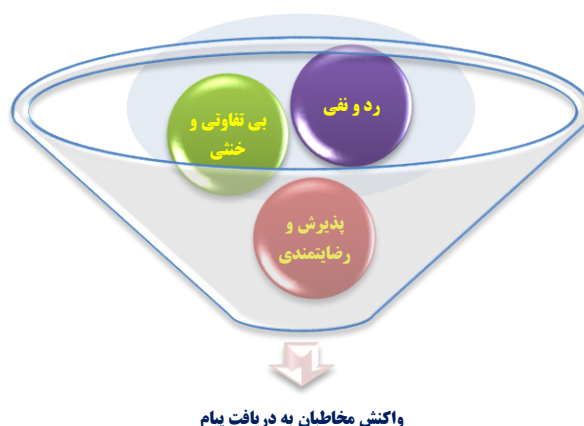 رد و نفی
بی تفاوتی و
خنثی
پذیرش و
رضایتمندی
واکنش مخاطبان به دریافت پیام